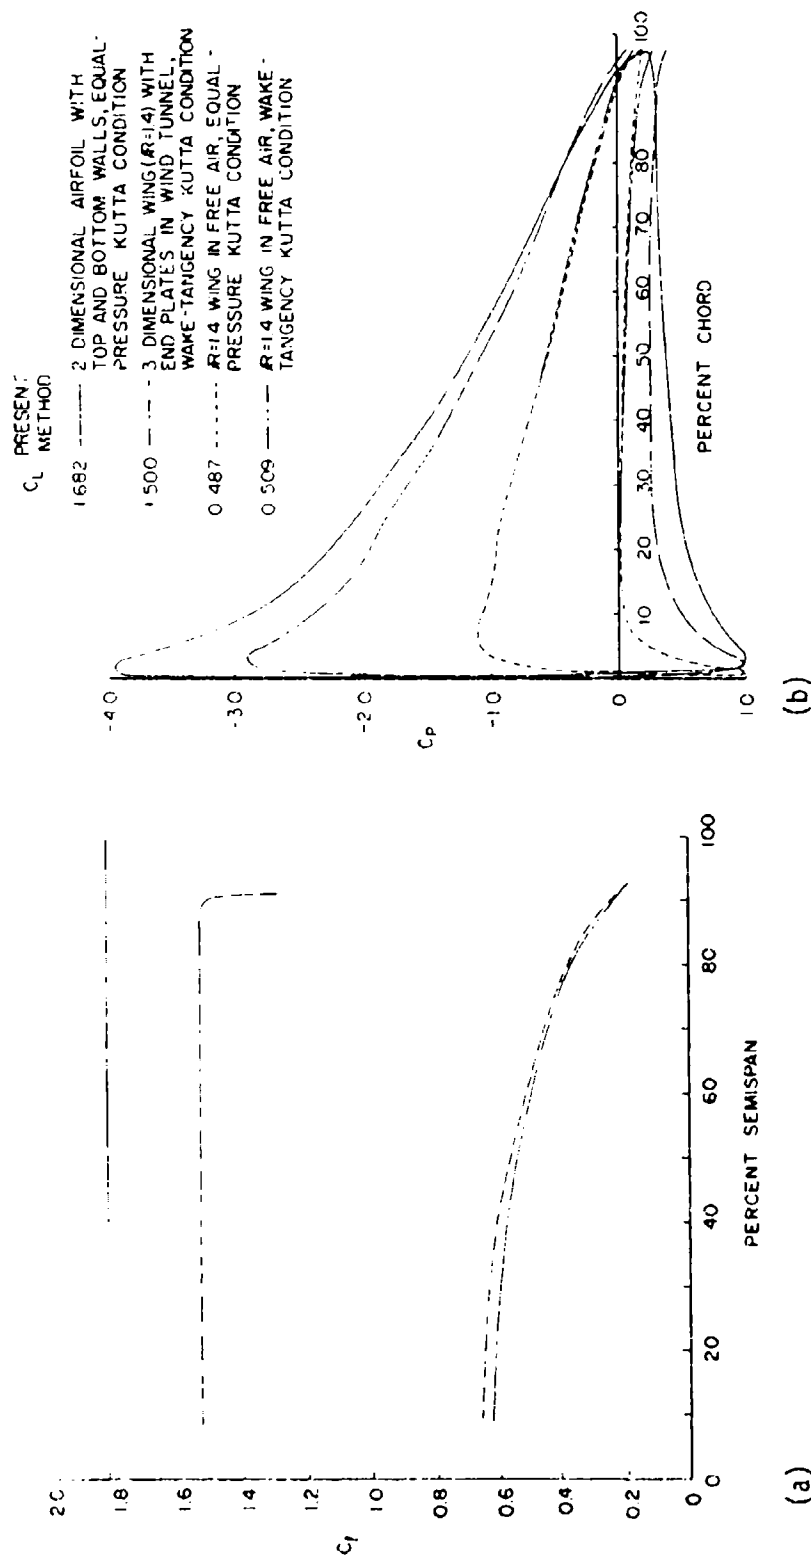 C_L PRESENT
METHOD
1.682 ——— 2 DIMENSIONAL AIRFOIL WITH
TOP AND BOTTOM WALLS, EQUAL-
PRESSURE KUTTA CONDITION
1.500 —-— 3 DIMENSIONAL WING (AR=1.4) WITH
END PLATES IN WIND TUNNEL,
WAKE-TANGENCY KUTTA CONDITION
0.487 ----- AR=1.4 WING IN FREE AIR, EQUAL-
PRESSURE KUTTA CONDITION
0.509 —--— AR=1.4 WING IN FREE AIR, WAKE-
TANGENCY KUTTA CONDITION
2.0
1.8
1.6
1.4
1.2
1.0
C_l
0.8
0.6
0.4
0.2
0
0 20 40 60 80 100
PERCENT SEMISPAN
(a)
-4.0
-3.0
-2.0
C_P
-1.0
0
1.0
10 20 30 40 50 60 70 80 100
PERCENT CHORD
(b)